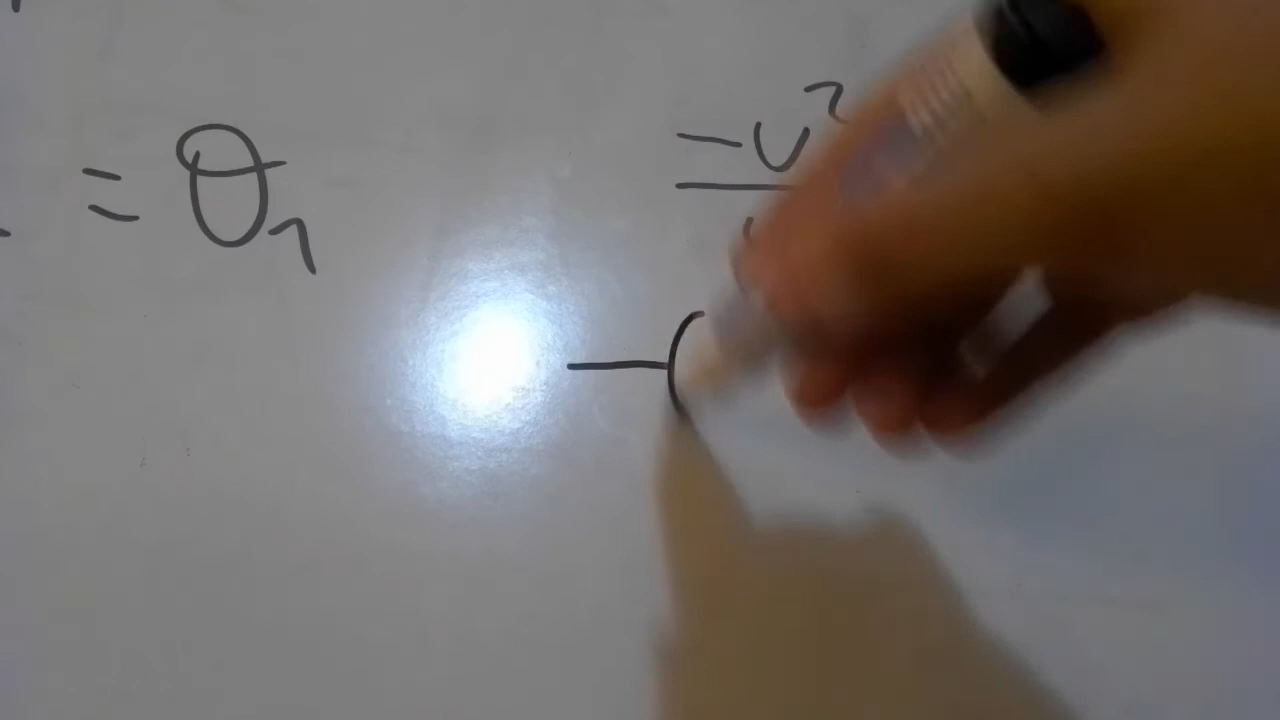 = θ₁
-v²
-(